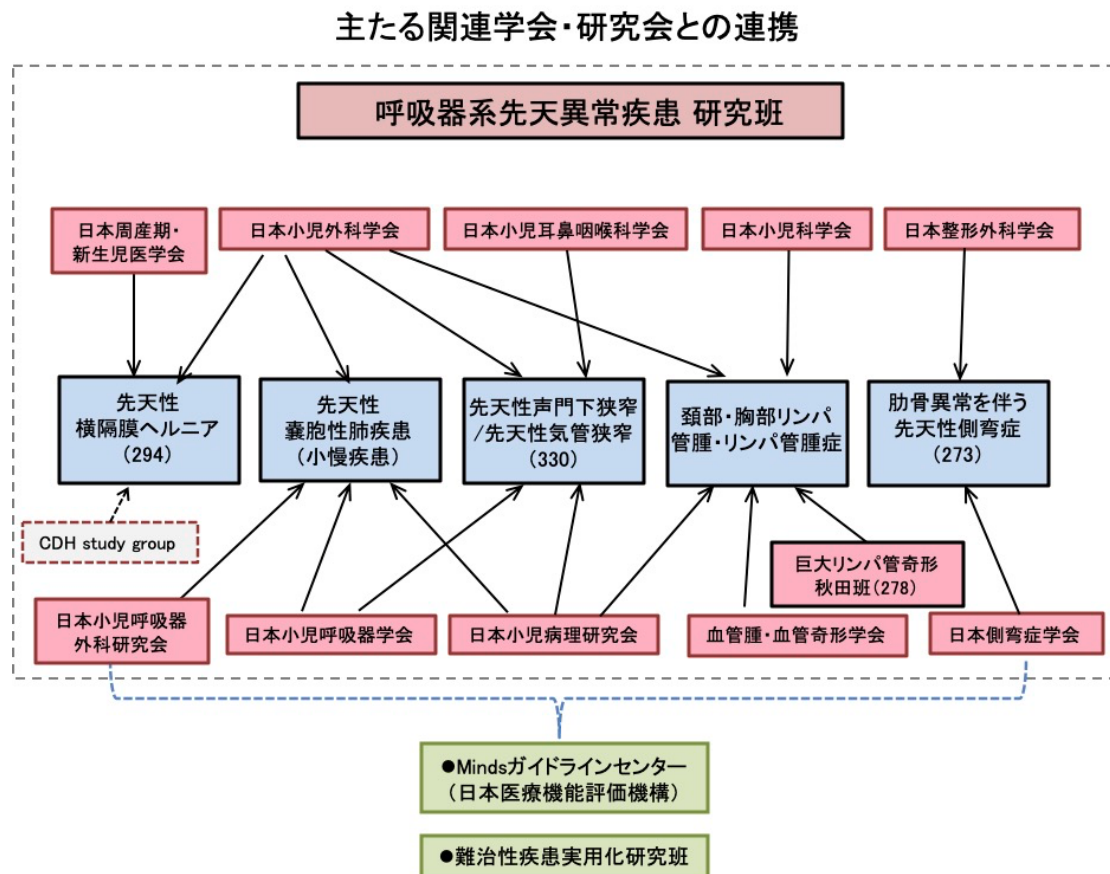 主たる関連学会・研究会との連携
呼吸器系先天異常疾患 研究班
日本周産期・
新生児医学会
日本小児外科学会
日本小児耳鼻咽喉科学会
日本小児科学会
日本整形外科学会
先天性
横隔膜ヘルニア
(294)
先天性
嚢胞性肺疾患
(小慢疾患)
先天性声門下狭窄
/先天性気管狭窄
(330)
頚部・胸部リンパ
管腫・リンパ管腫症
肋骨異常を伴う
先天性側弯症
(273)
CDH study group
巨大リンパ管奇形
秋田班(278)
日本小児呼吸器
外科研究会
日本小児呼吸器学会
日本小児病理研究会
血管腫・血管奇形学会
日本側弯症学会
●Mindsガイドラインセンター
(日本医療機能評価機構)
●難治性疾患実用化研究班